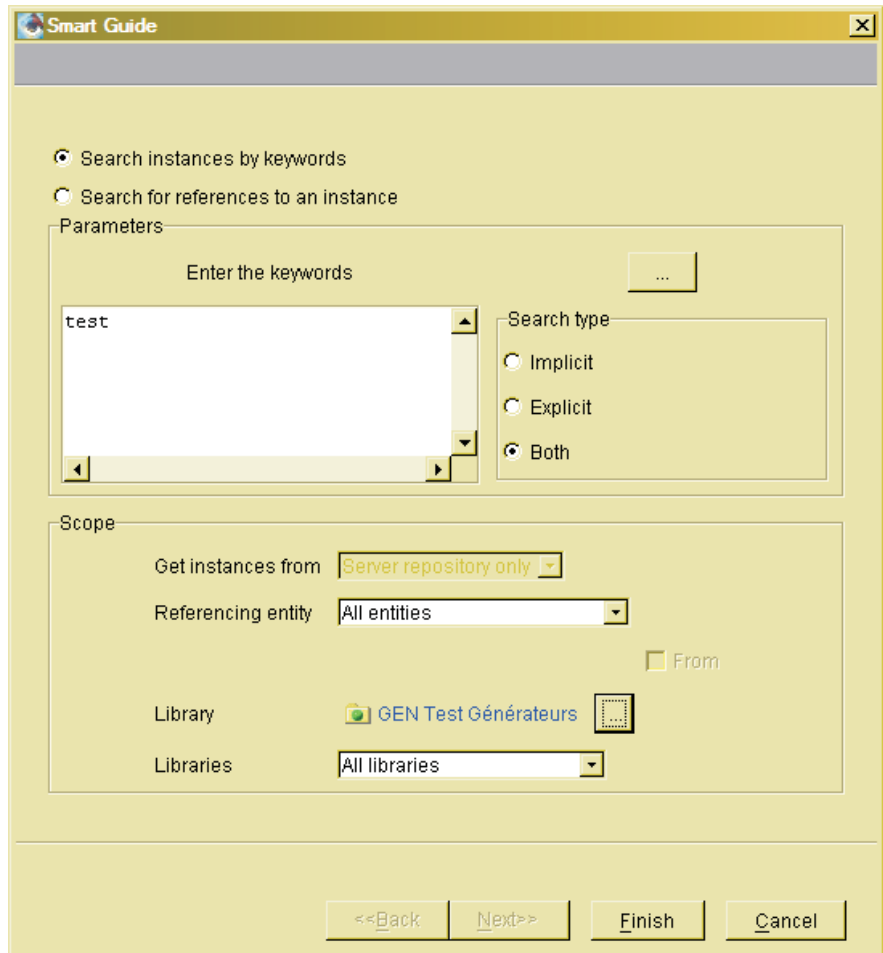 Smart Guide
Search instances by keywords
Search for references to an instance
Parameters
Enter the keywords
...
test
Search type
Implicit
Explicit
Both
Scope
Get instances from Server repository only
Referencing entity All entities
From
Library GEN Test Générateurs ...
Libraries All libraries
<<Back Next>> Finish Cancel